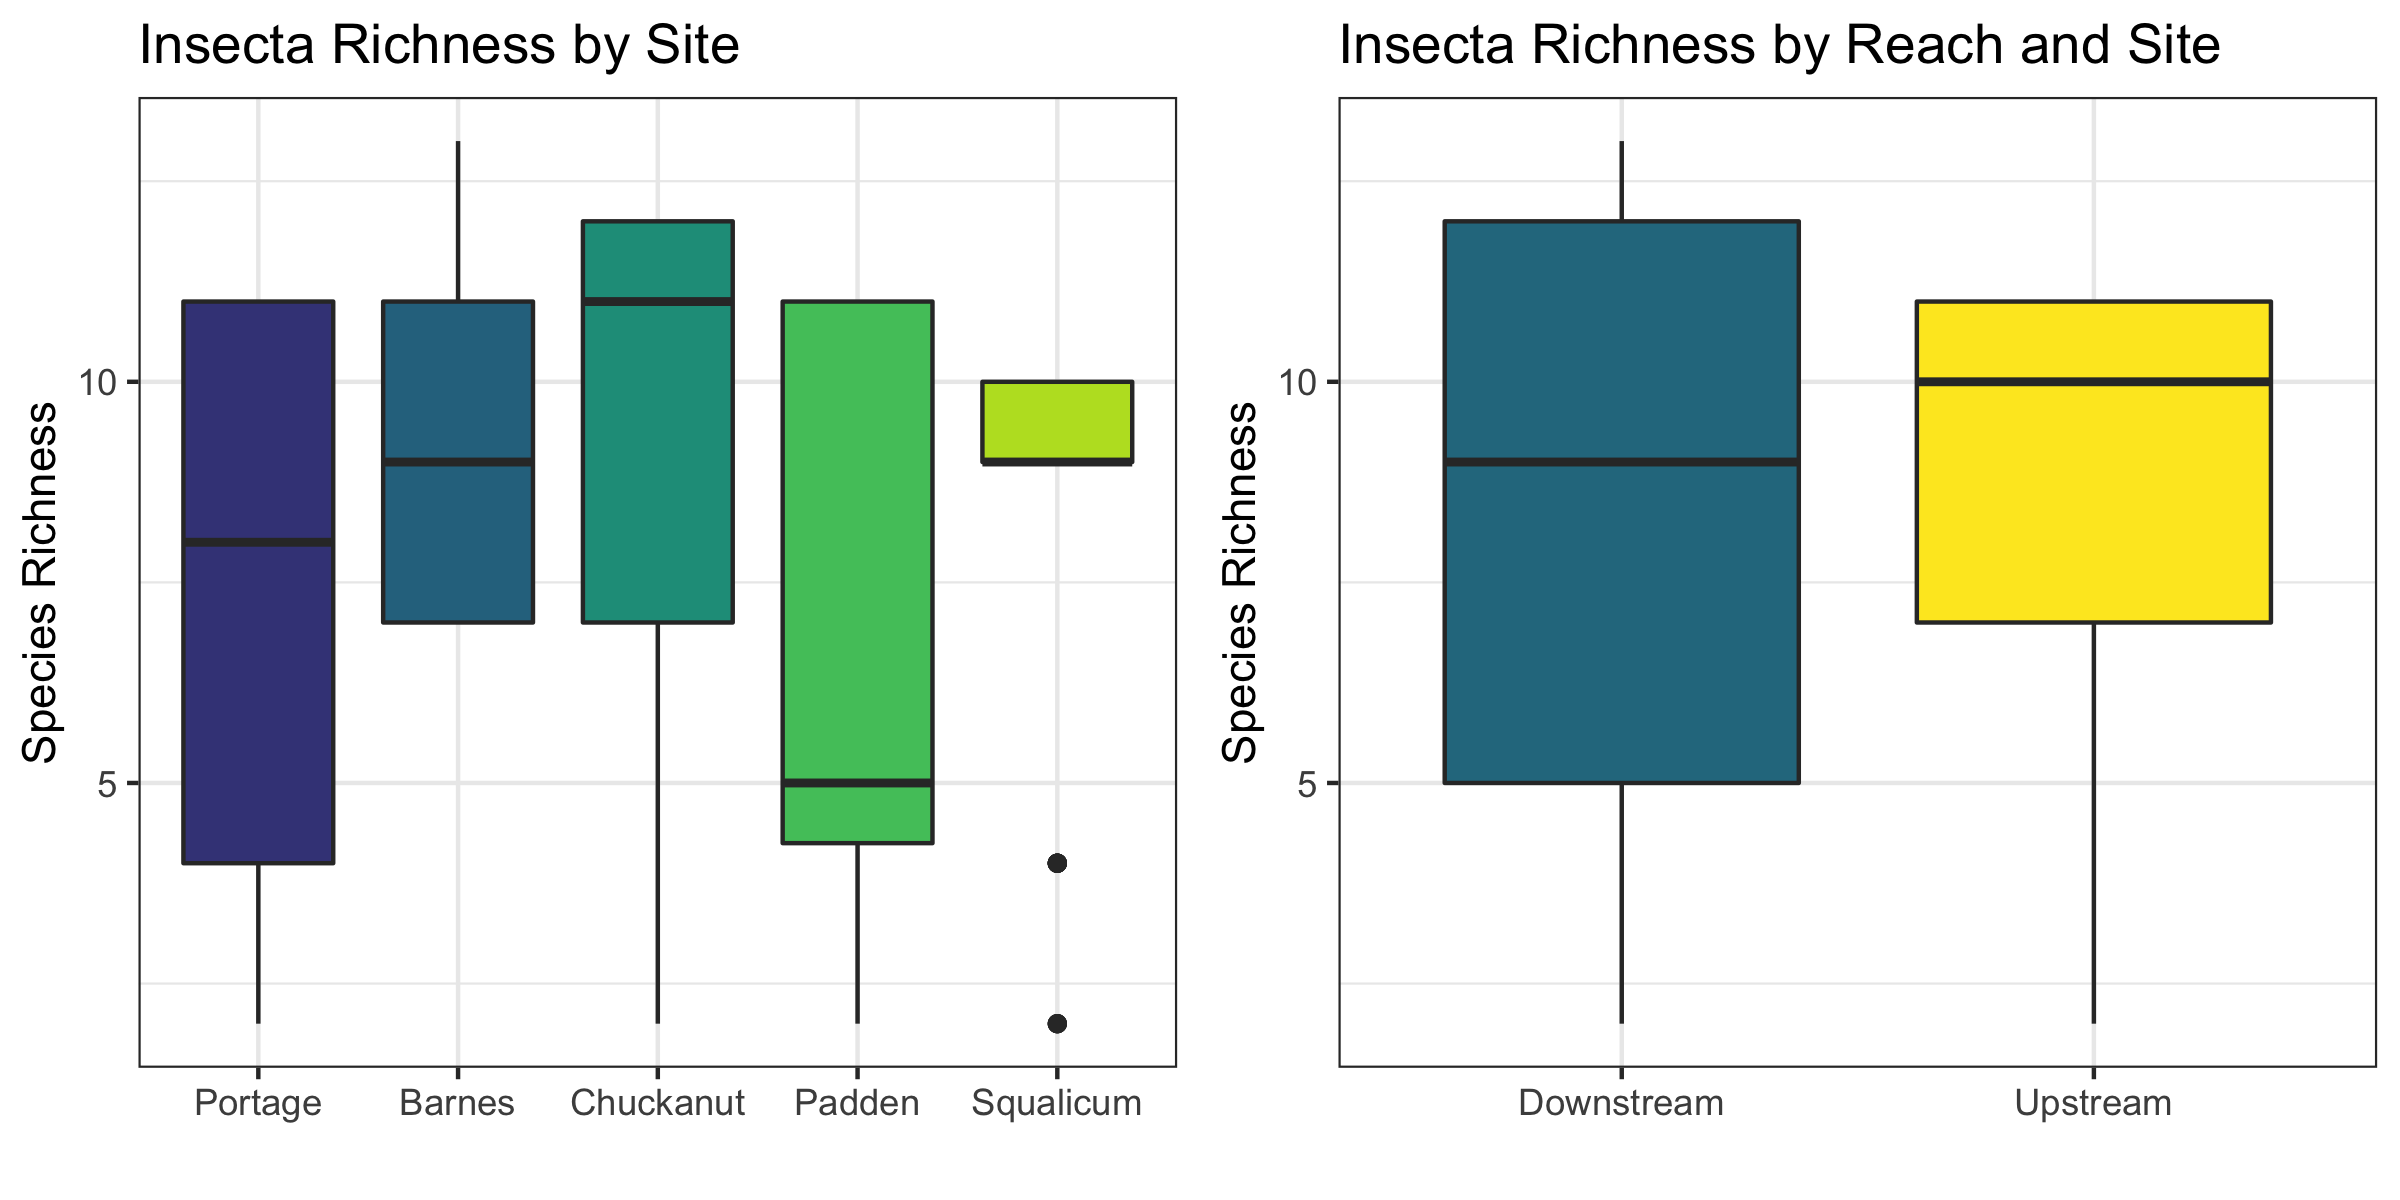 Insecta Richness by Site
Species Richness
10
5
Portage Barnes Chuckanut Padden Squalicum
Insecta Richness by Reach and Site
Species Richness
10
5
Downstream Upstream